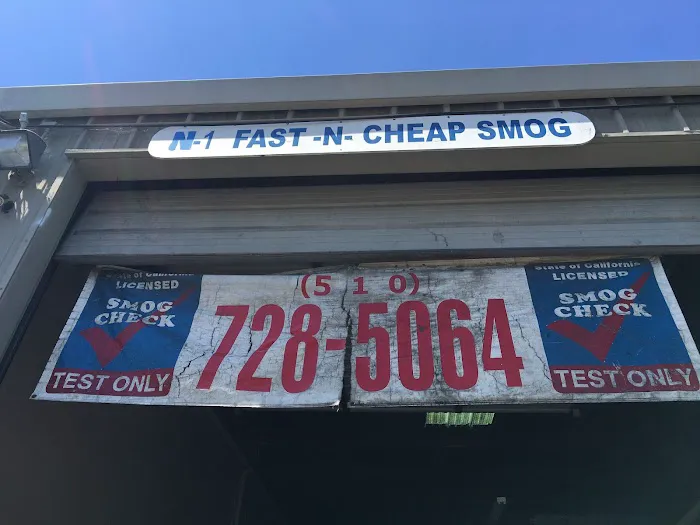 N-1 FAST -N- CHEAP SMOG
State of California
LICENSED
SMOG
CHECK
TEST ONLY
(510)
728-5064
State of California
LICENSED
SMOG
CHECK
TEST ONLY